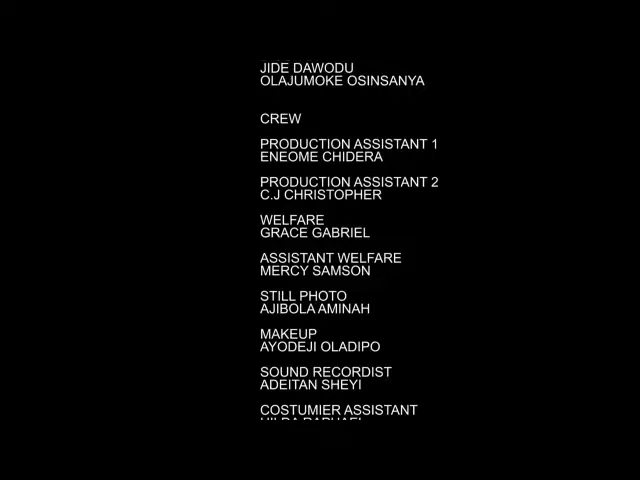 JIDE DAWODU
OLAJUMOKE OSINSANYA
CREW
PRODUCTION ASSISTANT 1
ENEOME CHIDERA
PRODUCTION ASSISTANT 2
C.J CHRISTOPHER
WELFARE
GRACE GABRIEL
ASSISTANT WELFARE
MERCY SAMSON
STILL PHOTO
AJIBOLA AMINAH
MAKEUP
AYODEJI OLADIPO
SOUND RECORDIST
ADEITAN SHEYI
COSTUMIER ASSISTANT